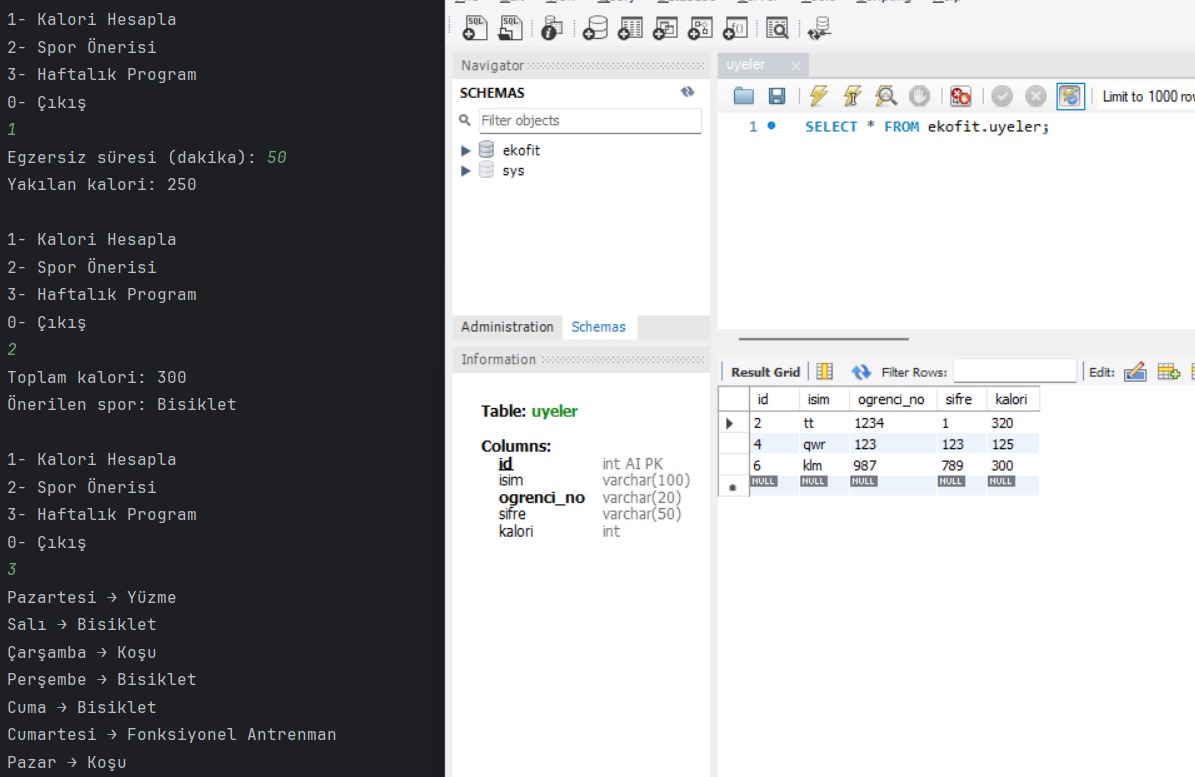 1- Kalori Hesapla
2- Spor Önerisi
3- Haftalık Program
0- Çıkış
1
Egzersiz süresi (dakika): 50
Yakılan kalori: 250
1- Kalori Hesapla
2- Spor Önerisi
3- Haftalık Program
0- Çıkış
2
Toplam kalori: 300
Önerilen spor: Bisiklet
1- Kalori Hesapla
2- Spor Önerisi
3- Haftalık Program
0- Çıkış
3
Pazartesi → Yüzme
Salı → Bisiklet
Çarşamba → Koşu
Perşembe → Bisiklet
Cuma → Bisiklet
Cumartesi → Fonksiyonel Antrenman
Pazar → Koşu
SQL SQL
Navigator
SCHEMAS
Filter objects
ekofit
sys
Administration Schemas
Information
Table: uyeler
Columns:
id int AI PK
isim varchar(100)
ogrenci_no varchar(20)
sifre varchar(50)
kalori int
uyeler
Limit to 1000
1 SELECT * FROM ekofit.uyeler;
Result Grid Filter Rows: Edit:
id isim ogrenci_no sifre kalori
2 tt 1234 1 320
4 qwr 123 123 125
6 klm 987 789 300
NULL NULL NULL NULL NULL